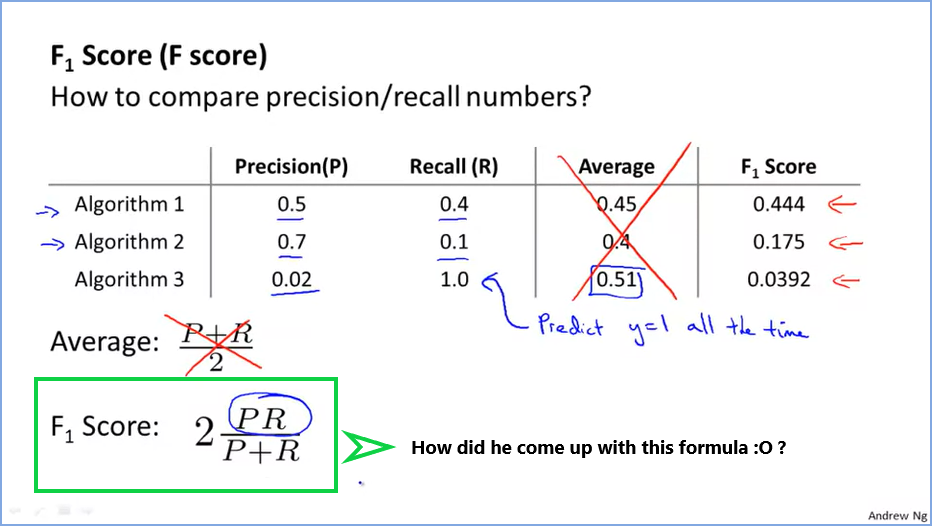 F₁ Score (F score)
How to compare precision/recall numbers?
Precision(P) Recall (R) Average F₁ Score
Algorithm 1 0.5 0.4 0.45 0.444
Algorithm 2 0.7 0.1 0.4 0.175
Algorithm 3 0.02 1.0 0.51 0.0392
Predict y=1 all the time
Average: P+R
2
F₁ Score: 2 PR
P+R
How did he come up with this formula :O ?
Andrew Ng